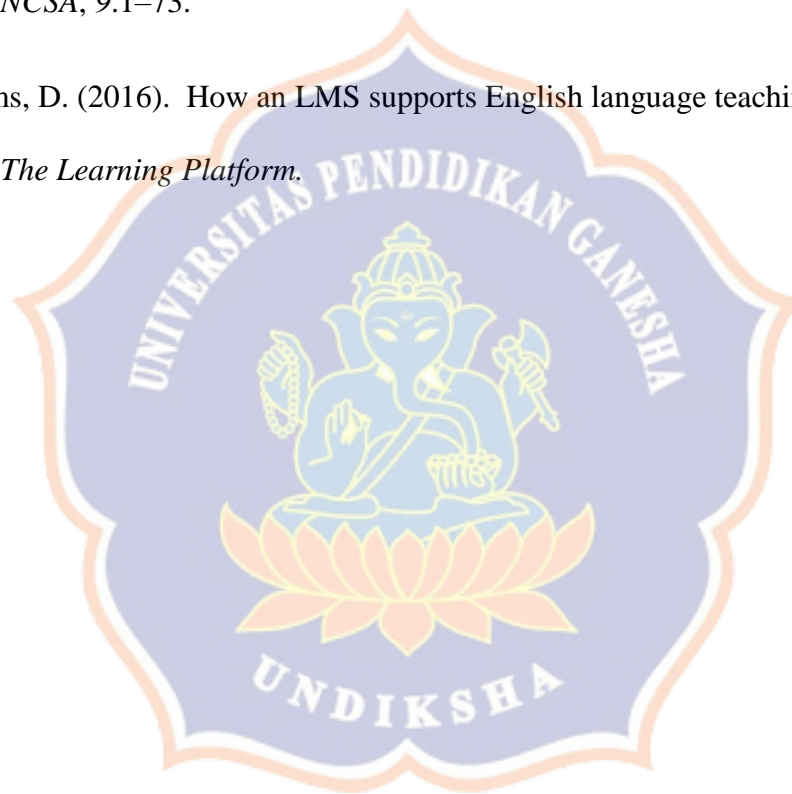 NCSA, 9.1–73.
ns, D. (2016). How an LMS supports English language teachin
The Learning Platform.
UNIVERSITAS PENDIDIKAN GANESHA
UNDIKSHA